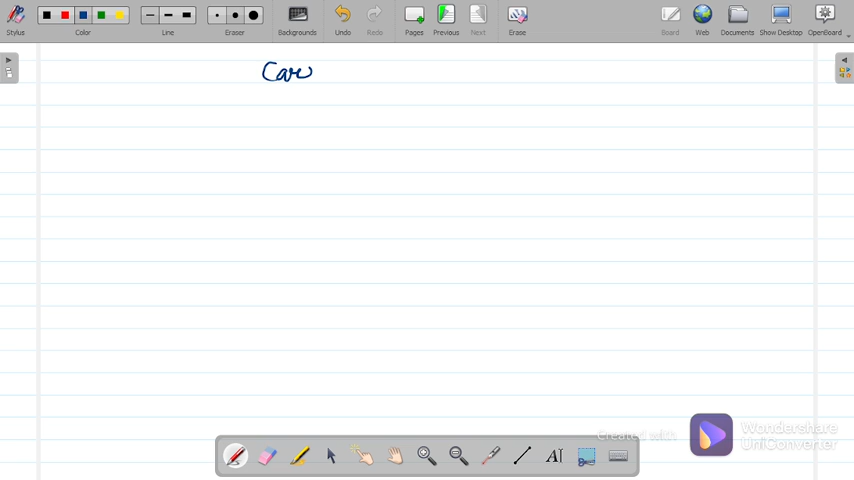 Stylus
Color
Line
Eraser
Backgrounds
Undo
Redo
Pages
Previous
Next
Erase
Board
Web
Documents
Show Desktop
OpenBoard
Car
Created with
Wondershare
UniConverter